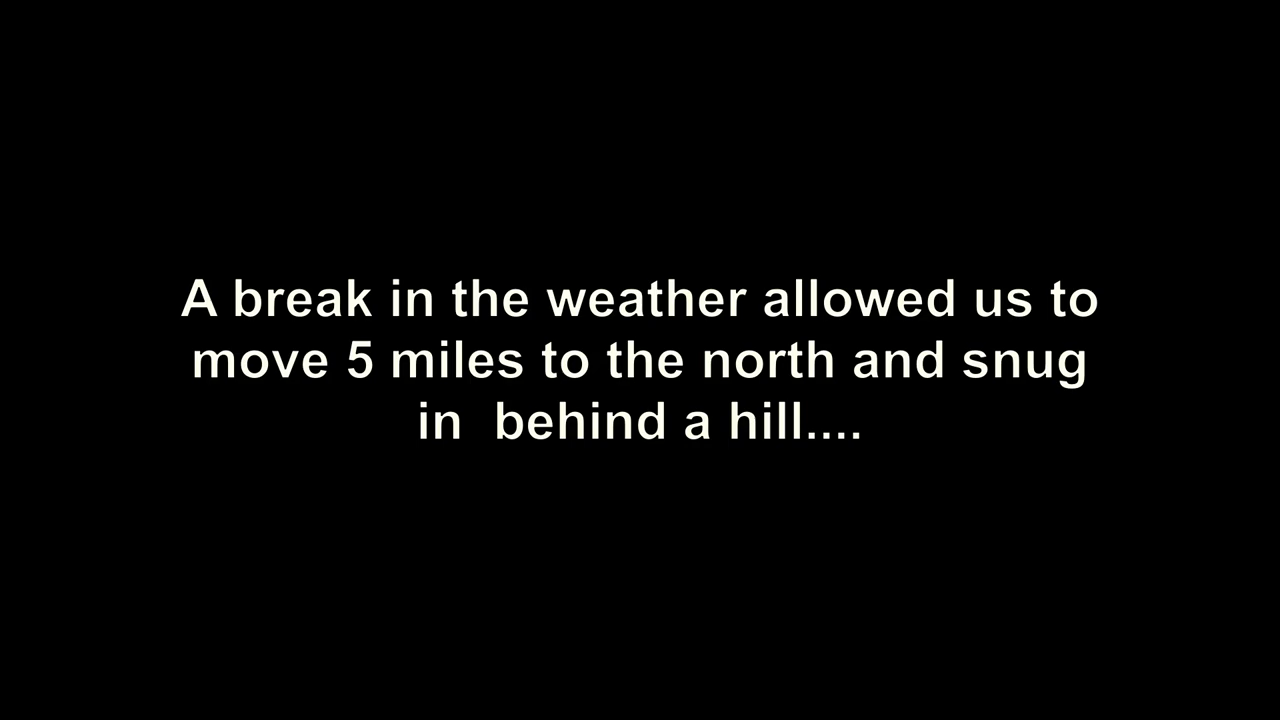 A break in the weather allowed us to
move 5 miles to the north and snug
in  behind a hill....